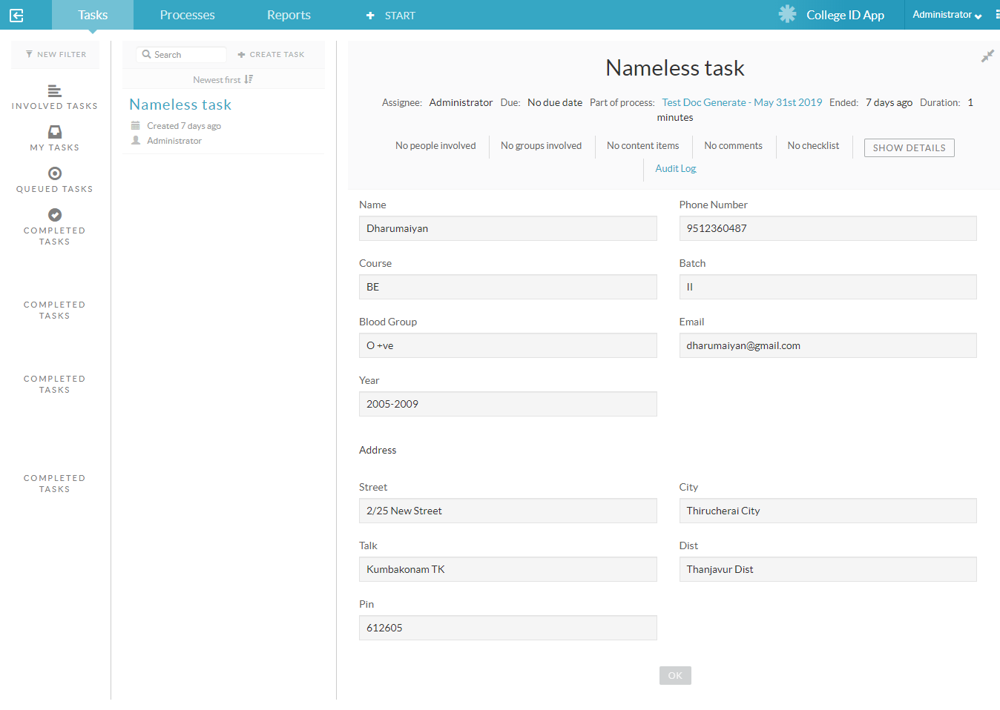 Tasks
Processes
Reports
START
College ID App
Administrator
NEW FILTER
INVOLVED TASKS
MY TASKS
QUEUED TASKS
COMPLETED
TASKS
COMPLETED
TASKS
COMPLETED
TASKS
COMPLETED
TASKS
Search
CREATE TASK
Newest first
Nameless task
Created 7 days ago
Administrator
Nameless task
Assignee: Administrator Due: No due date Part of process: Test Doc Generate - May 31st 2019 Ended: 7 days ago Duration: 1
minutes
No people involved
No groups involved
No content items
No comments
No checklist
SHOW DETAILS
Audit Log
Name
Dharumaiyan
Phone Number
9512360487
Course
BE
Batch
II
Blood Group
O +ve
Email
dharumaiyan@gmail.com
Year
2005-2009
Address
Street
2/25 New Street
City
Thirucherai City
Talk
Kumbakonam TK
Dist
Thanjavur Dist
Pin
612605
OK